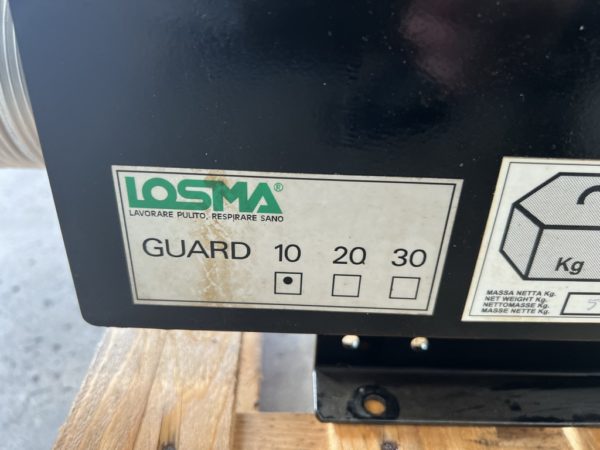 LOSMA®
LAVORARE PULITO, RESPIRARE SANO
GUARD 10 20 30
Kg
MASSA NETTA Kg.
NET WEIGHT Kg.
NETTOMASSE Kg.
MASSE NETTE Kg.